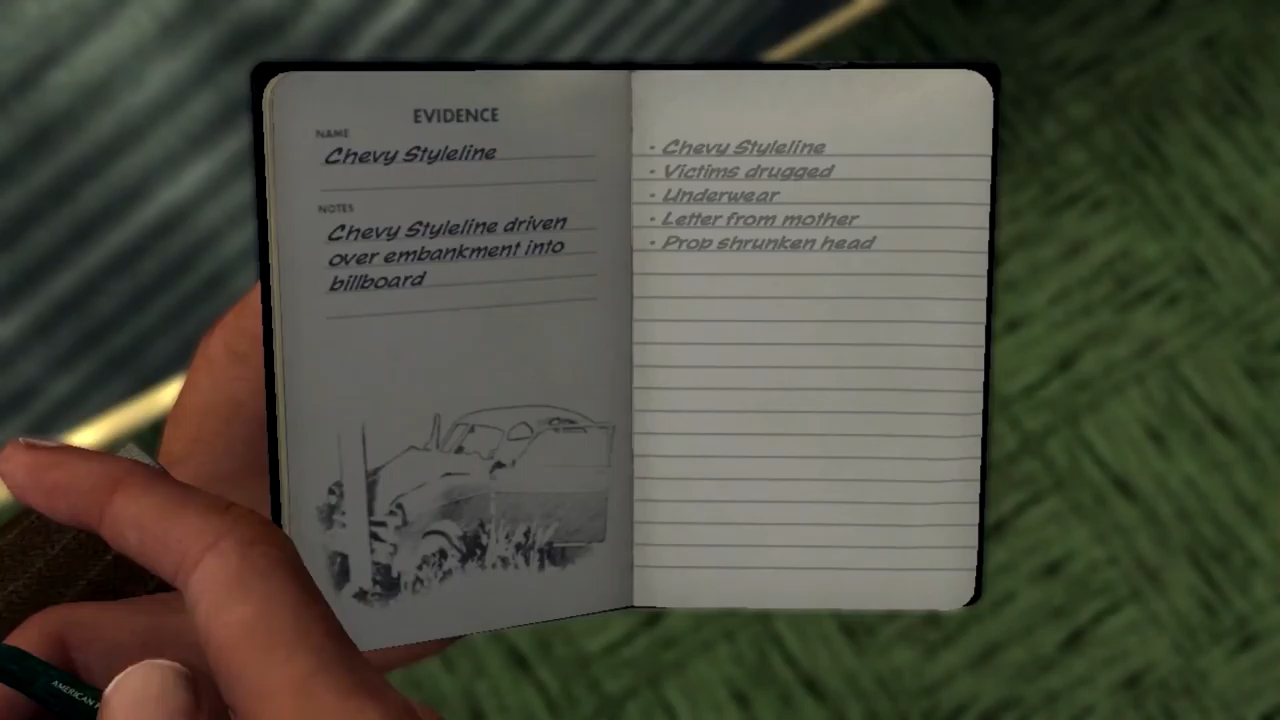 EVIDENCE
NAME
Chevy Styleline
NOTES
Chevy Styleline driven
over embankment into
billboard
- Chevy Styleline
- Victims drugged
- Underwear
- Letter from mother
- Prop shrunken head
AMERICAN